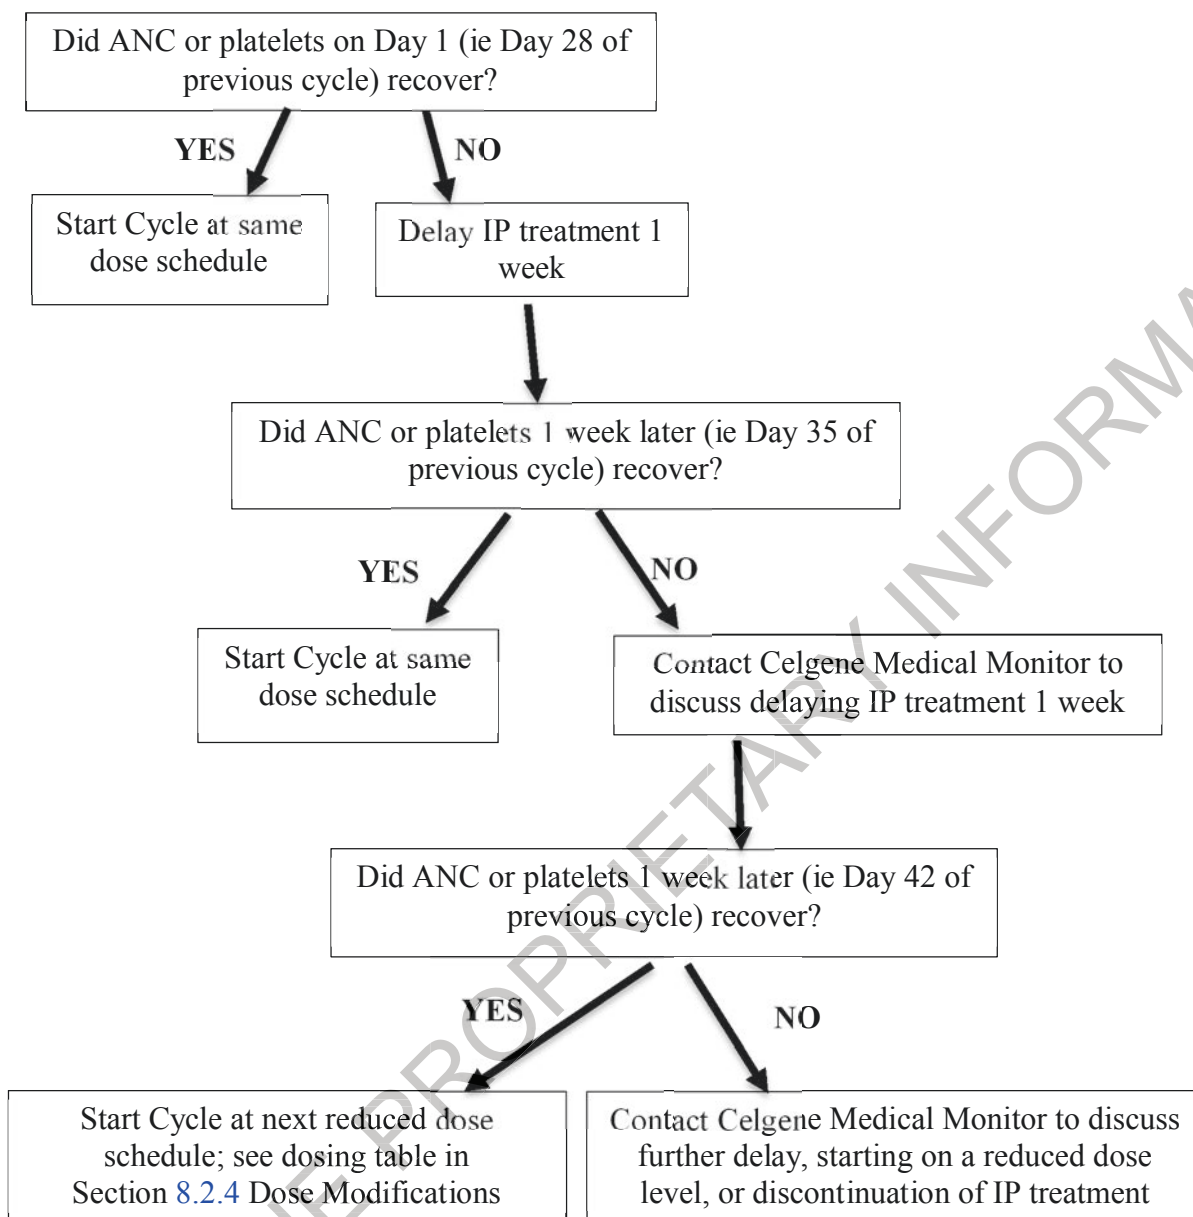 Did ANC or platelets on Day 1 (ie Day 28 of
previous cycle) recover?
YES
NO
Start Cycle at same
dose schedule
Delay IP treatment 1
week
Did ANC or platelets 1 week later (ie Day 35 of
previous cycle) recover?
YES
NO
Start Cycle at same
dose schedule
Contact Celgene Medical Monitor to
discuss delaying IP treatment 1 week
Did ANC or platelets 1 week later (ie Day 42 of
previous cycle) recover?
YES
NO
Start Cycle at next reduced dose
schedule; see dosing table in
Section 8.2.4 Dose Modifications
Contact Celgene Medical Monitor to discuss
further delay, starting on a reduced dose
level, or discontinuation of IP treatment
PROPRIETARY